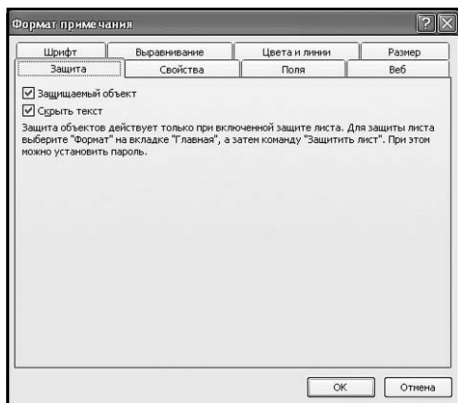 Формат примечания
Шрифт Выравнивание Цвета и линии Размер
Защита Свойства Поля Веб
Защищаемый объект
Скрыть текст
Защита объектов действует только при включенной защите листа. Для защиты листа
выберите "Формат" на вкладке "Главная", а затем команду "Защитить лист". При этом
можно установить пароль.
ОК Отмена